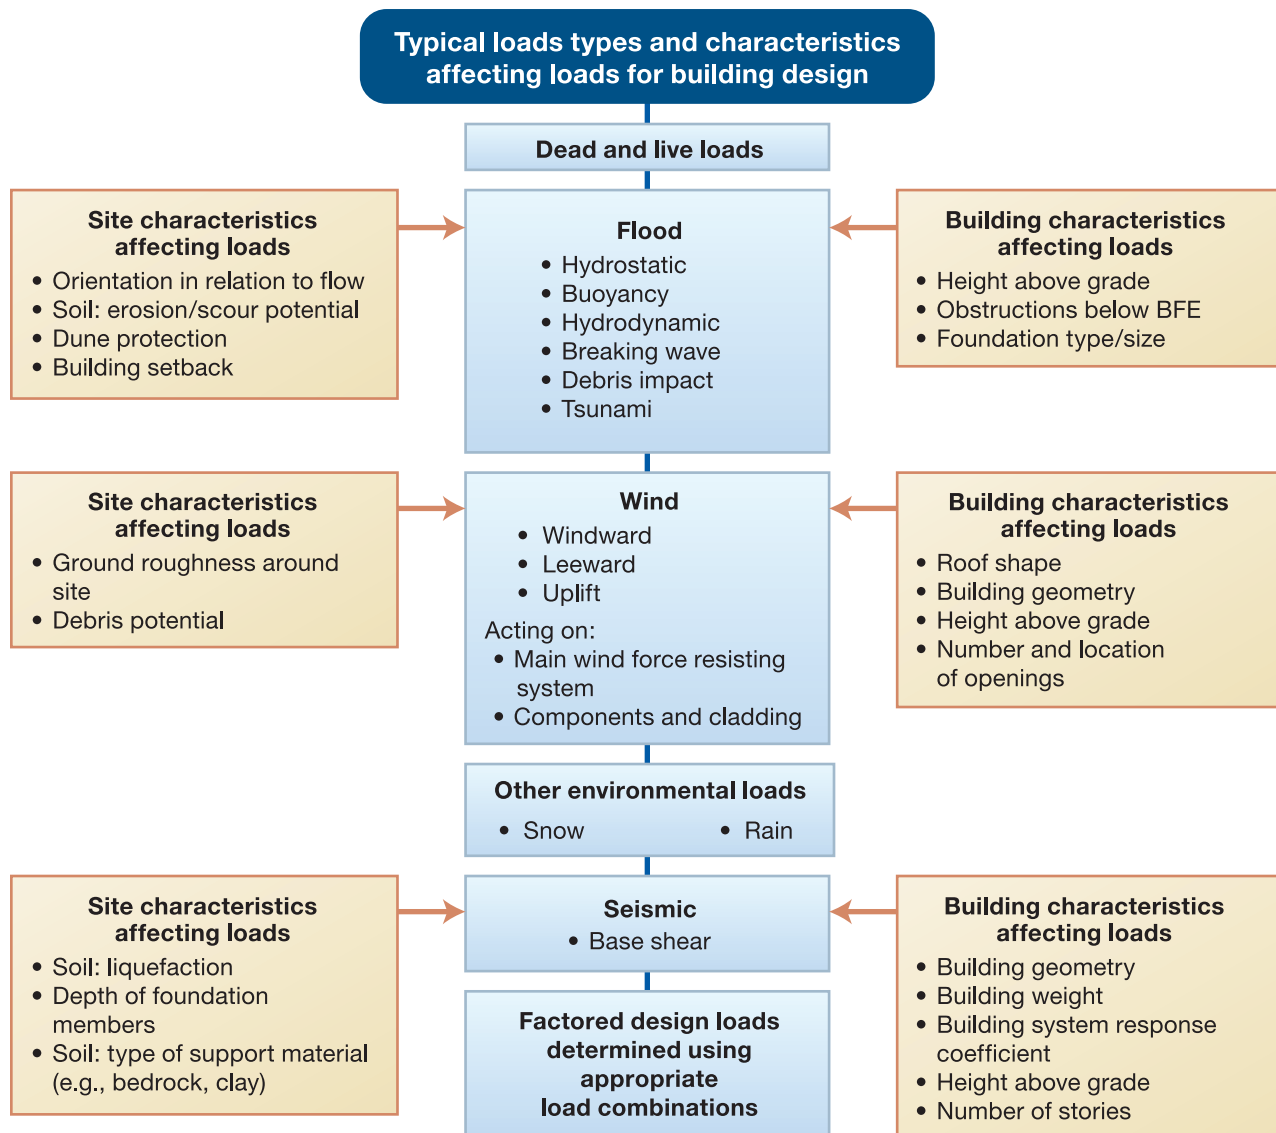 Typical loads types and characteristics
affecting loads for building design
Dead and live loads
Site characteristics
affecting loads
• Orientation in relation to flow
• Soil: erosion/scour potential
• Dune protection
• Building setback
Flood
• Hydrostatic
• Buoyancy
• Hydrodynamic
• Breaking wave
• Debris impact
• Tsunami
Building characteristics
affecting loads
• Height above grade
• Obstructions below BFE
• Foundation type/size
Site characteristics
affecting loads
• Ground roughness around
site
• Debris potential
Wind
• Windward
• Leeward
• Uplift
Acting on:
• Main wind force resisting
system
• Components and cladding
Building characteristics
affecting loads
• Roof shape
• Building geometry
• Height above grade
• Number and location
of openings
Other environmental loads
• Snow • Rain
Site characteristics
affecting loads
• Soil: liquefaction
• Depth of foundation
members
• Soil: type of support material
(e.g., bedrock, clay)
Seismic
• Base shear
Building characteristics
affecting loads
• Building geometry
• Building weight
• Building system response
coefficient
• Height above grade
• Number of stories
Factored design loads
determined using
appropriate
load combinations